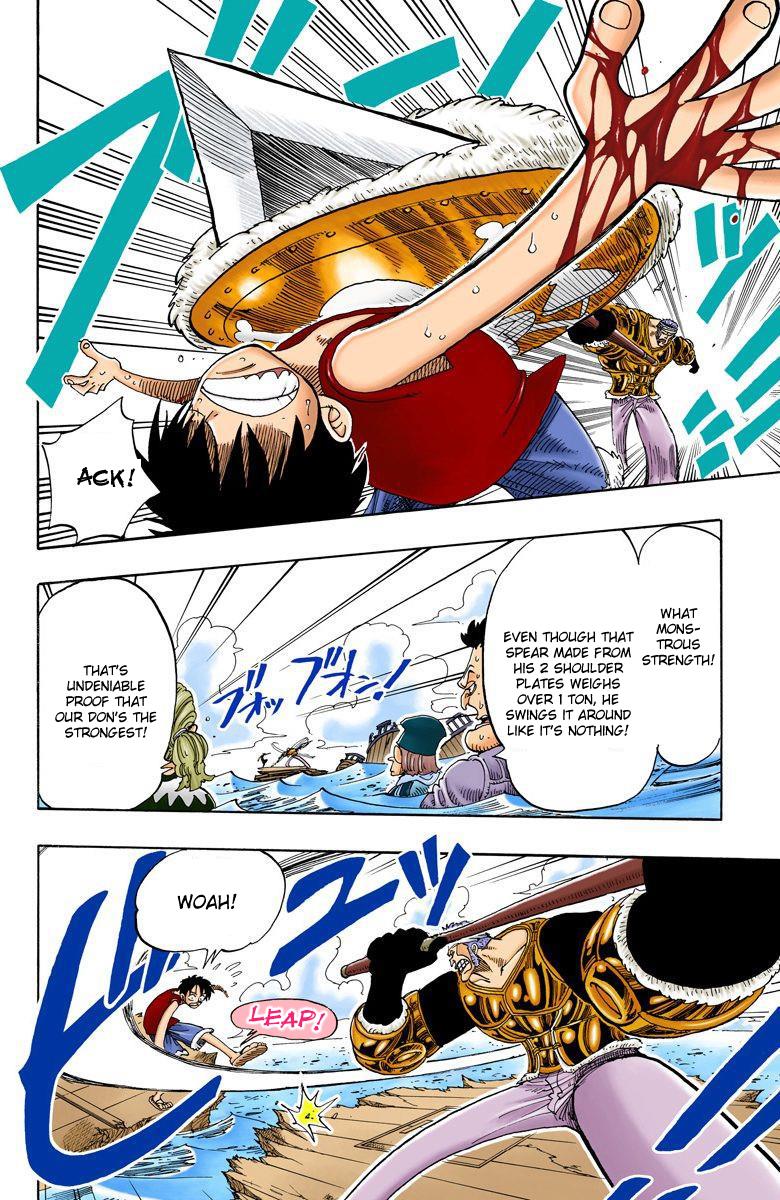 ACK!
WHAT
MONS-
TROUS
STRENGTH!
EVEN THOUGH THAT
SPEAR MADE FROM
HIS 2 SHOULDER
PLATES WEIGHS
OVER 1 TON, HE
SWINGS IT AROUND
LIKE IT'S NOTHING!
ブォッ
ブオン!
THAT'S
UNDENIABLE
PROOF THAT
OUR DON'S THE
STRONGEST!
WOAH!
LEAP!